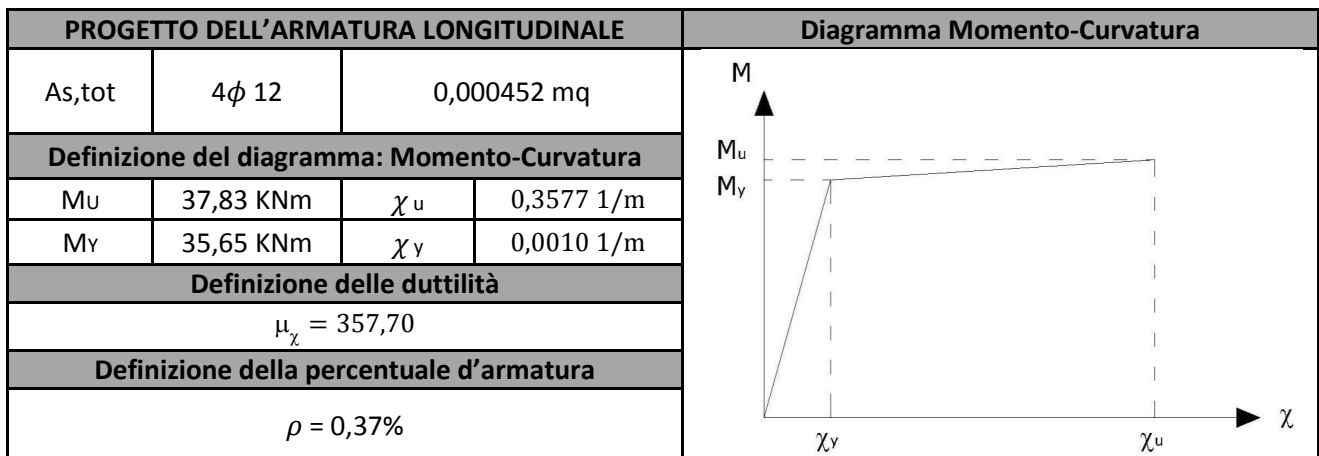 PROGETTO DELL’ARMATURA LONGITUDINALE
Diagramma Momento-Curvatura
As,tot 4𝜙 12 0,000452 mq
Definizione del diagramma: Momento-Curvatura
MU 37,83 KNm χ u 0,3577 1/m
MY 35,65 KNm χ y 0,0010 1/m
Definizione delle duttilità
μχ = 357,70
Definizione della percentuale d’armatura
𝜌 = 0,37%
M
Mu
My
χ
χy
χu